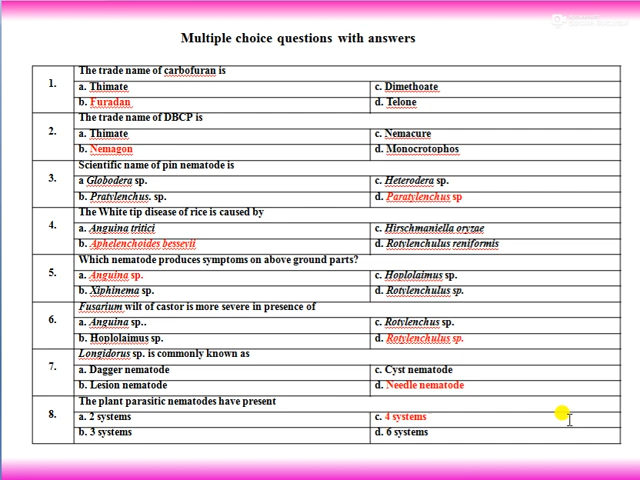 Multiple choice questions with answers
1.
The trade name of carbofuran is
a. Thimate
c. Dimethoate
b. Furadan
d. Telone
2.
The trade name of DBCP is
a. Thimate
c. Nemacure
b. Nemagon
d. Monocrotophos
3.
Scientific name of pin nematode is
a Globodera sp.
c. Heterodera sp.
b. Pratylenchus. sp.
d. Paratylenchus sp
4.
The White tip disease of rice is caused by
a. Anguina tritici
c. Hirschmaniella oryzae
b. Aphelenchoides besseyii
d. Rotylenchulus reniformis
5.
Which nematode produces symptoms on above ground parts?
a. Anguina sp.
c. Hoplolaimus sp.
b. Xiphinema sp.
d. Rotylenchulus sp.
6.
Fusarium wilt of castor is more severe in presence of
a. Anguina sp..
c. Rotylenchus sp.
b. Hoplolaimus sp.
d. Rotylenchulus sp.
7.
Longidorus sp. is commonly known as
a. Dagger nematode
c. Cyst nematode
b. Lesion nematode
d. Needle nematode
8.
The plant parasitic nematodes have present
a. 2 systems
c. 4 systems
b. 3 systems
d. 6 systems